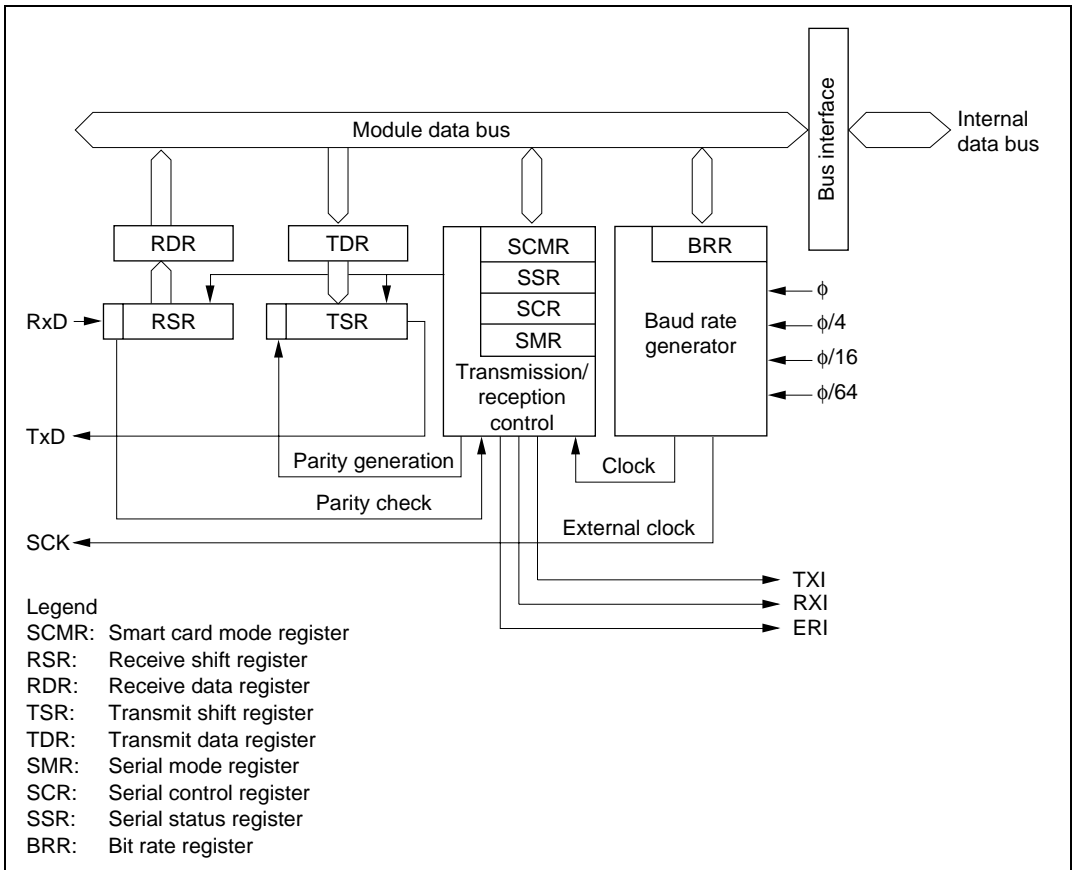 Module data bus
Bus interface
Internal
data bus
RDR
TDR
SCMR
SSR
SCR
SMR
Transmission/
reception
control
BRR
Baud rate
generator
ϕ
ϕ/4
ϕ/16
ϕ/64
RxD
RSR
TSR
TxD
Parity generation
Parity check
Clock
External clock
SCK
TXI
RXI
ERI
Legend
SCMR: Smart card mode register
RSR: Receive shift register
RDR: Receive data register
TSR: Transmit shift register
TDR: Transmit data register
SMR: Serial mode register
SCR: Serial control register
SSR: Serial status register
BRR: Bit rate register